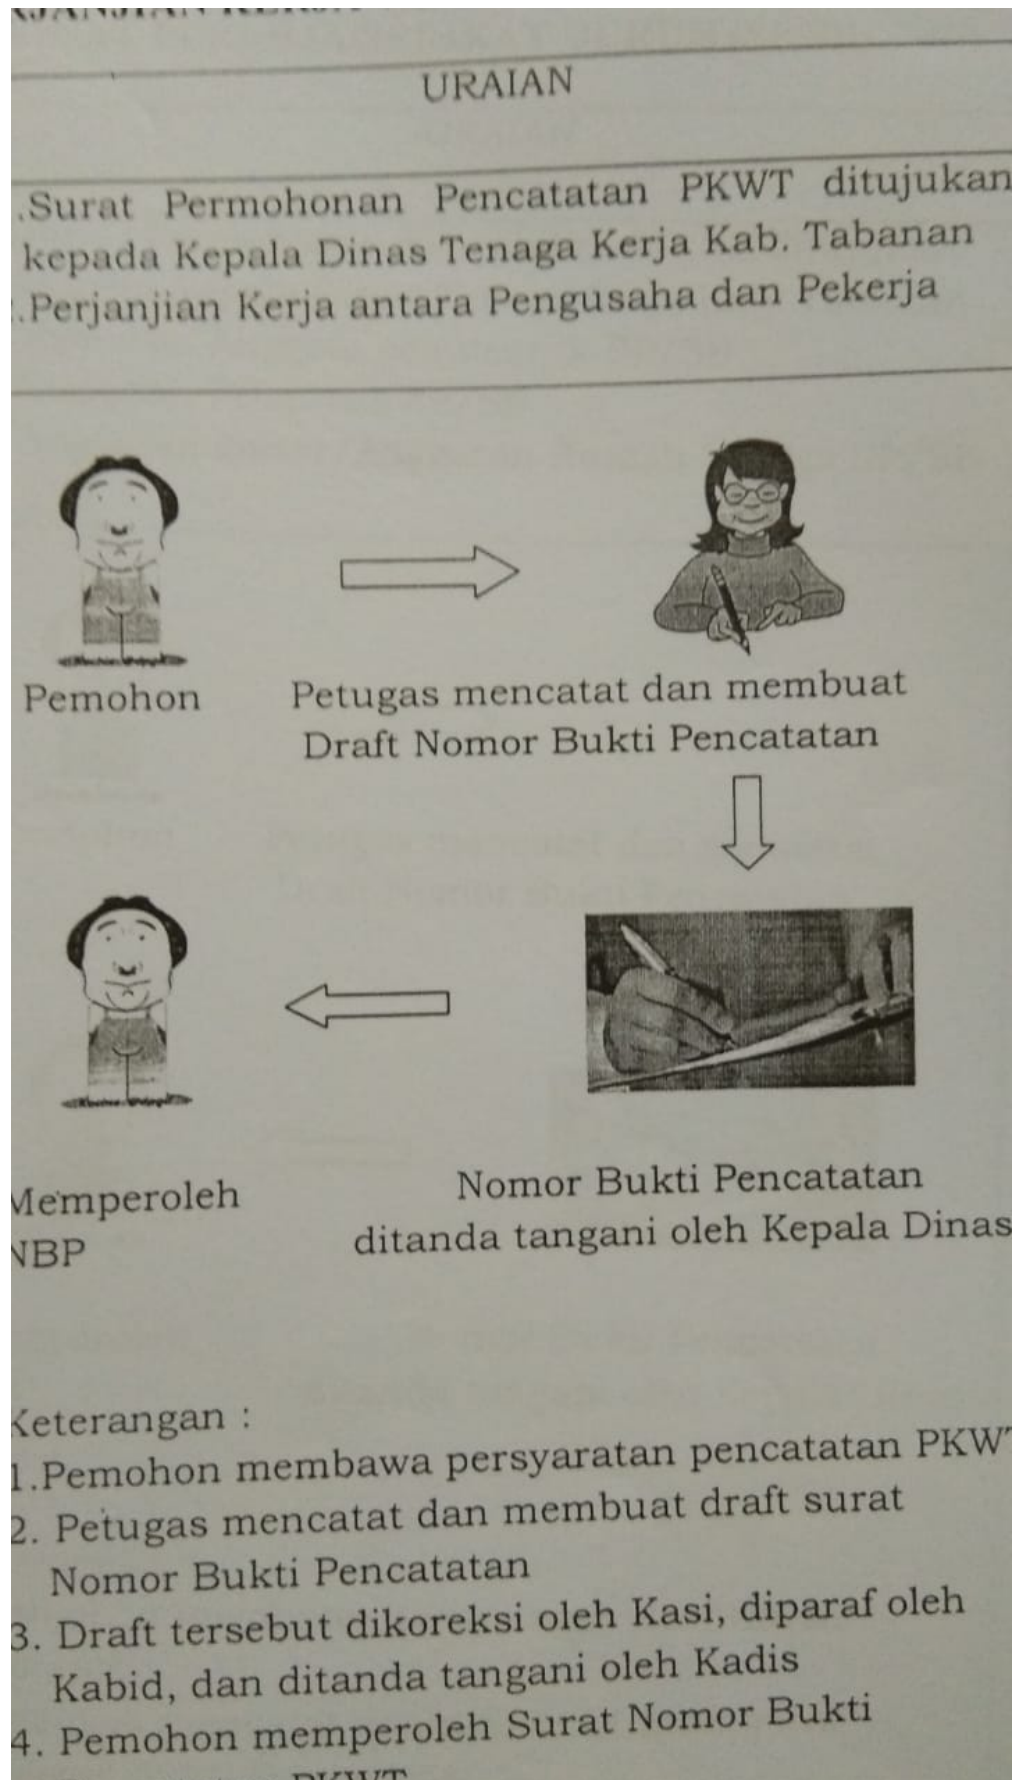 URAIAN
.Surat Permohonan Pencatatan PKWT ditujukan
kepada Kepala Dinas Tenaga Kerja Kab. Tabanan
.Perjanjian Kerja antara Pengusaha dan Pekerja
Pemohon
Petugas mencatat dan membuat
Draft Nomor Bukti Pencatatan
Memperoleh
NBP
Nomor Bukti Pencatatan
ditanda tangani oleh Kepala Dinas
Keterangan :
1.Pemohon membawa persyaratan pencatatan PKWT
2. Petugas mencatat dan membuat draft surat
Nomor Bukti Pencatatan
3. Draft tersebut dikoreksi oleh Kasi, diparaf oleh
Kabid, dan ditanda tangani oleh Kadis
4. Pemohon memperoleh Surat Nomor Bukti
PKWT